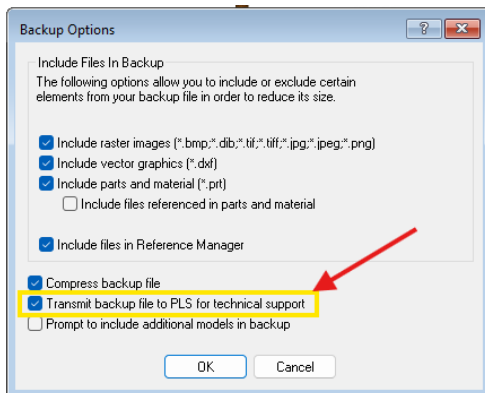 Backup Options
Include Files In Backup
The following options allow you to include or exclude certain
elements from your backup file in order to reduce its size.
Include raster images (*.bmp;*.dib;*.tif;*.tiff;*.jpg;*.jpeg;*.png)
Include vector graphics (*.dxf)
Include parts and material (*.prt)
Include files referenced in parts and material
Include files in Reference Manager
Compress backup file
Transmit backup file to PLS for technical support
Prompt to include additional models in backup
OK Cancel